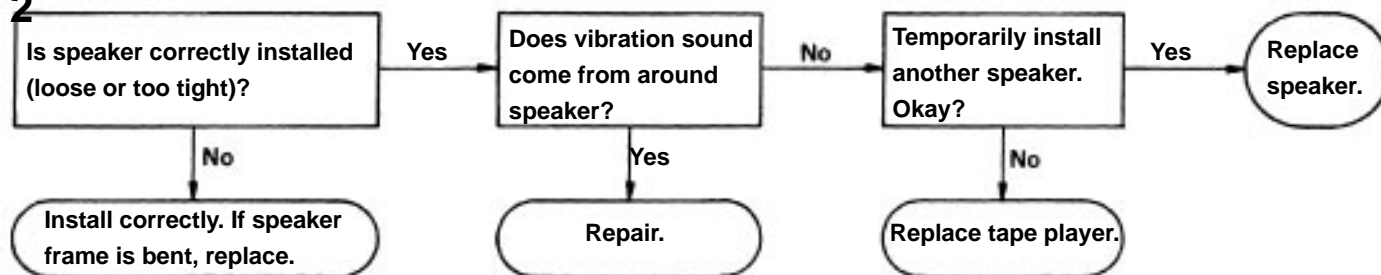 2
Is speaker correctly installed
(loose or too tight)?
Yes
Does vibration sound
come from around
speaker?
No
Temporarily install
another speaker.
Okay?
Yes
Replace
speaker.
No
Install correctly. If speaker
frame is bent, replace.
Yes
Repair.
No
Replace tape player.